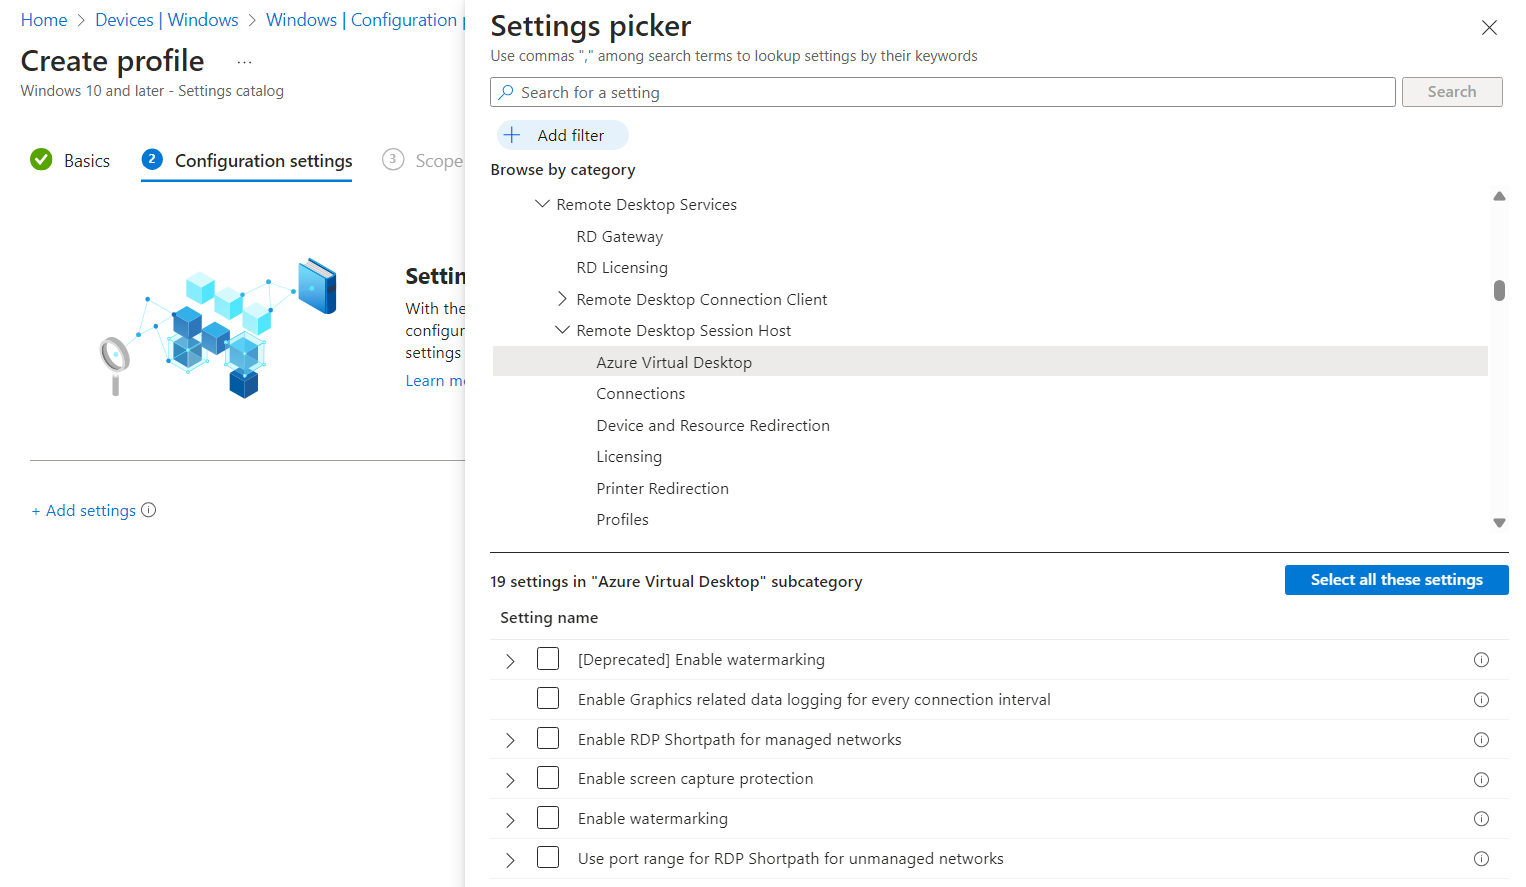 Home > Devices | Windows > Windows | Configuration
Create profile ...
Windows 10 and later - Settings catalog
Basics
2 Configuration settings
3 Scope
Settin
With the
configur
settings
Learn m
+ Add settings
Settings picker
Use commas "," among search terms to lookup settings by their keywords
Search for a setting
Search
+ Add filter
Browse by category
Remote Desktop Services
RD Gateway
RD Licensing
Remote Desktop Connection Client
Remote Desktop Session Host
Azure Virtual Desktop
Connections
Device and Resource Redirection
Licensing
Printer Redirection
Profiles
19 settings in "Azure Virtual Desktop" subcategory
Select all these settings
Setting name
[Deprecated] Enable watermarking
Enable Graphics related data logging for every connection interval
Enable RDP Shortpath for managed networks
Enable screen capture protection
Enable watermarking
Use port range for RDP Shortpath for unmanaged networks